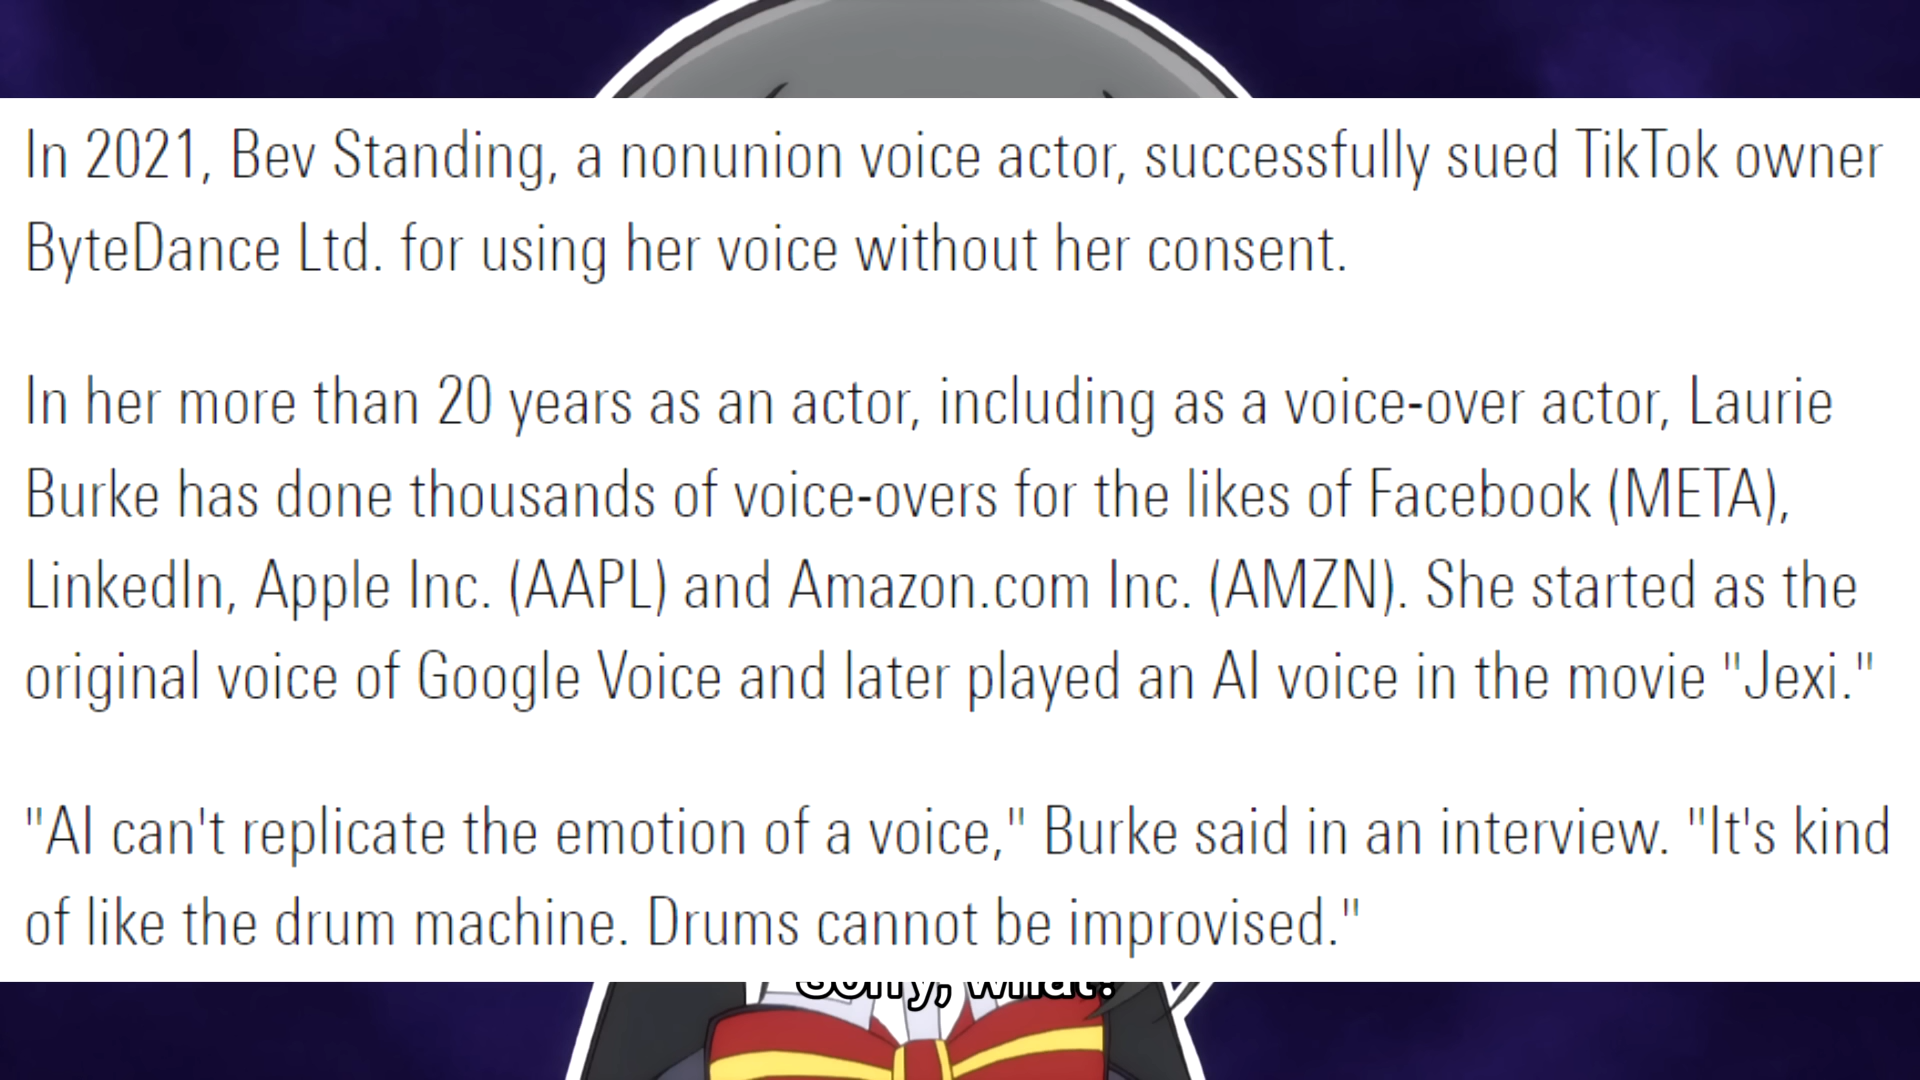 In 2021, Bev Standing, a nonunion voice actor, successfully sued TikTok owner
ByteDance Ltd. for using her voice without her consent.
In her more than 20 years as an actor, including as a voice-over actor, Laurie
Burke has done thousands of voice-overs for the likes of Facebook (META),
LinkedIn, Apple Inc. (AAPL) and Amazon.com Inc. (AMZN). She started as the
original voice of Google Voice and later played an AI voice in the movie "Jexi."
"AI can't replicate the emotion of a voice," Burke said in an interview. "It's kind
of like the drum machine. Drums cannot be improvised."
Sorry, what?